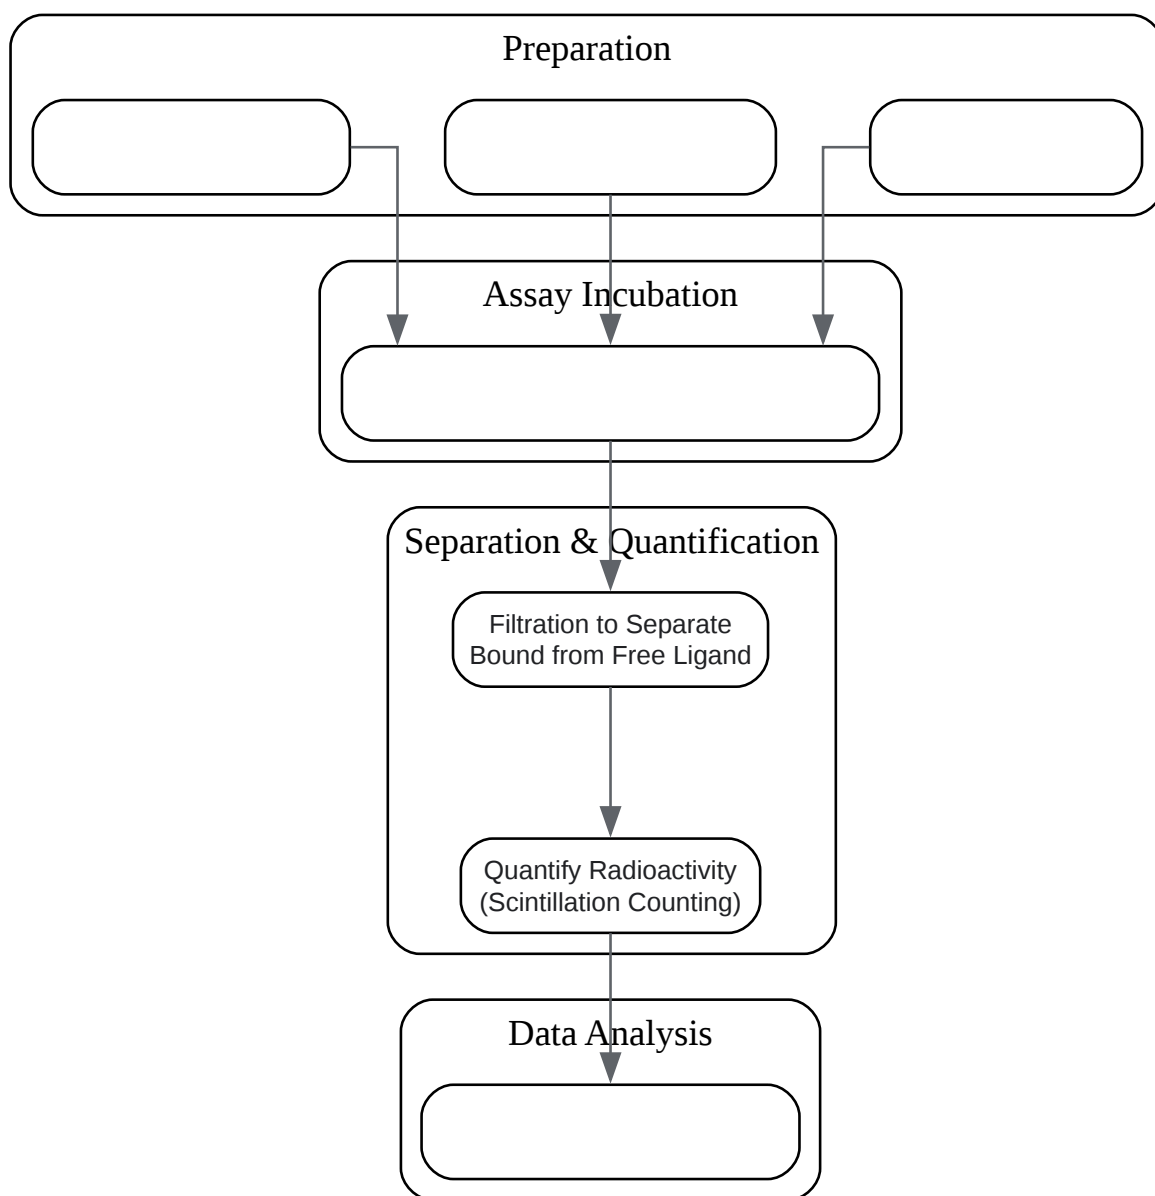 Preparation
Assay Incubation
Separation & Quantification
Filtration to Separate
Bound from Free Ligand
Quantify Radioactivity
(Scintillation Counting)
Data Analysis